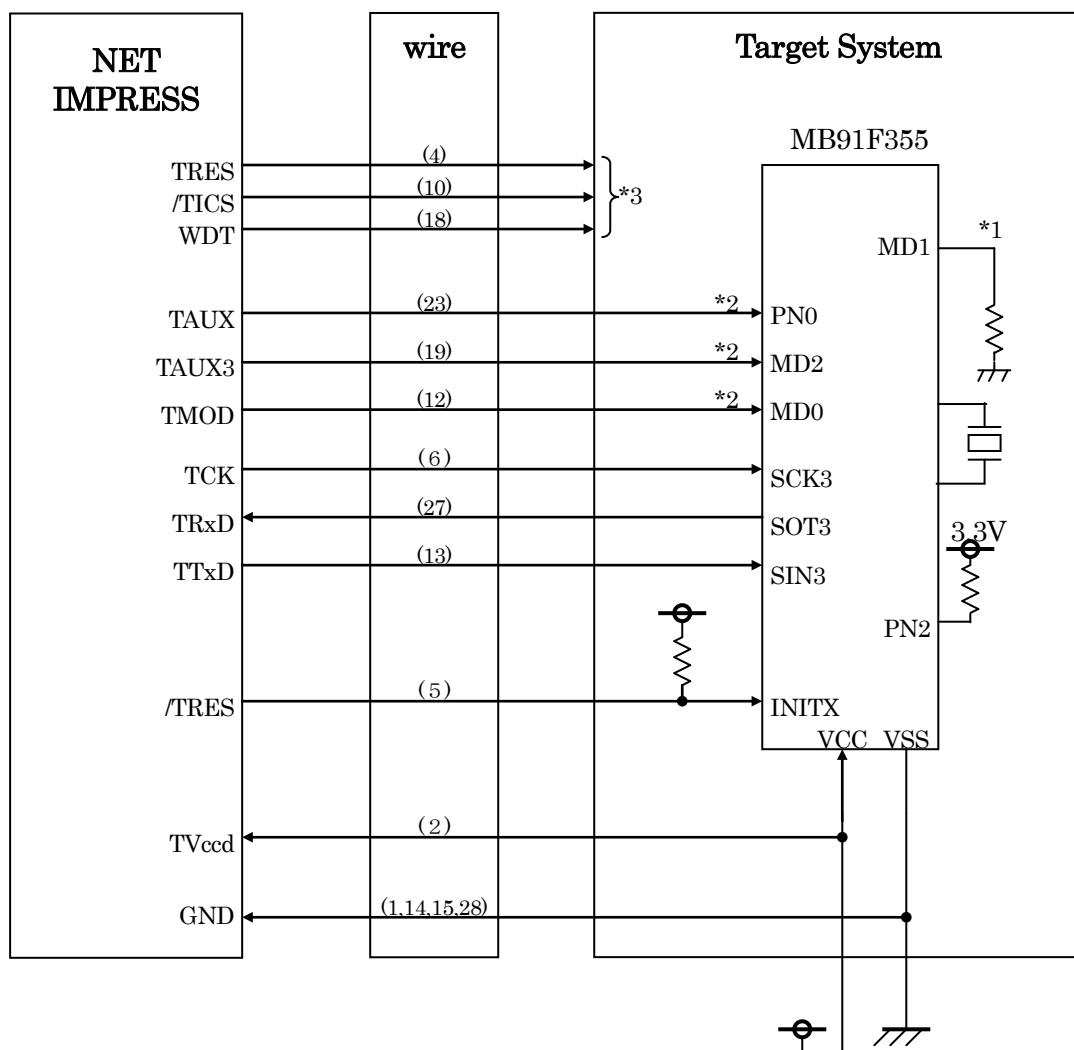 NET
IMPRESS
wire
Target System
MB91F355
TRES
(4)
*3
/TICS
(10)
WDT
(18)
MD1
*1
TAUX
(23)
*2
PN0
TAUX3
(19)
*2
MD2
TMOD
(12)
*2
MD0
TCK
(6)
SCK3
TRxD
(27)
SOT3
3.3V
TTxD
(13)
SIN3
PN2
/TRES
(5)
INITX
VCC
VSS
TVccd
(2)
GND
(1,14,15,28)